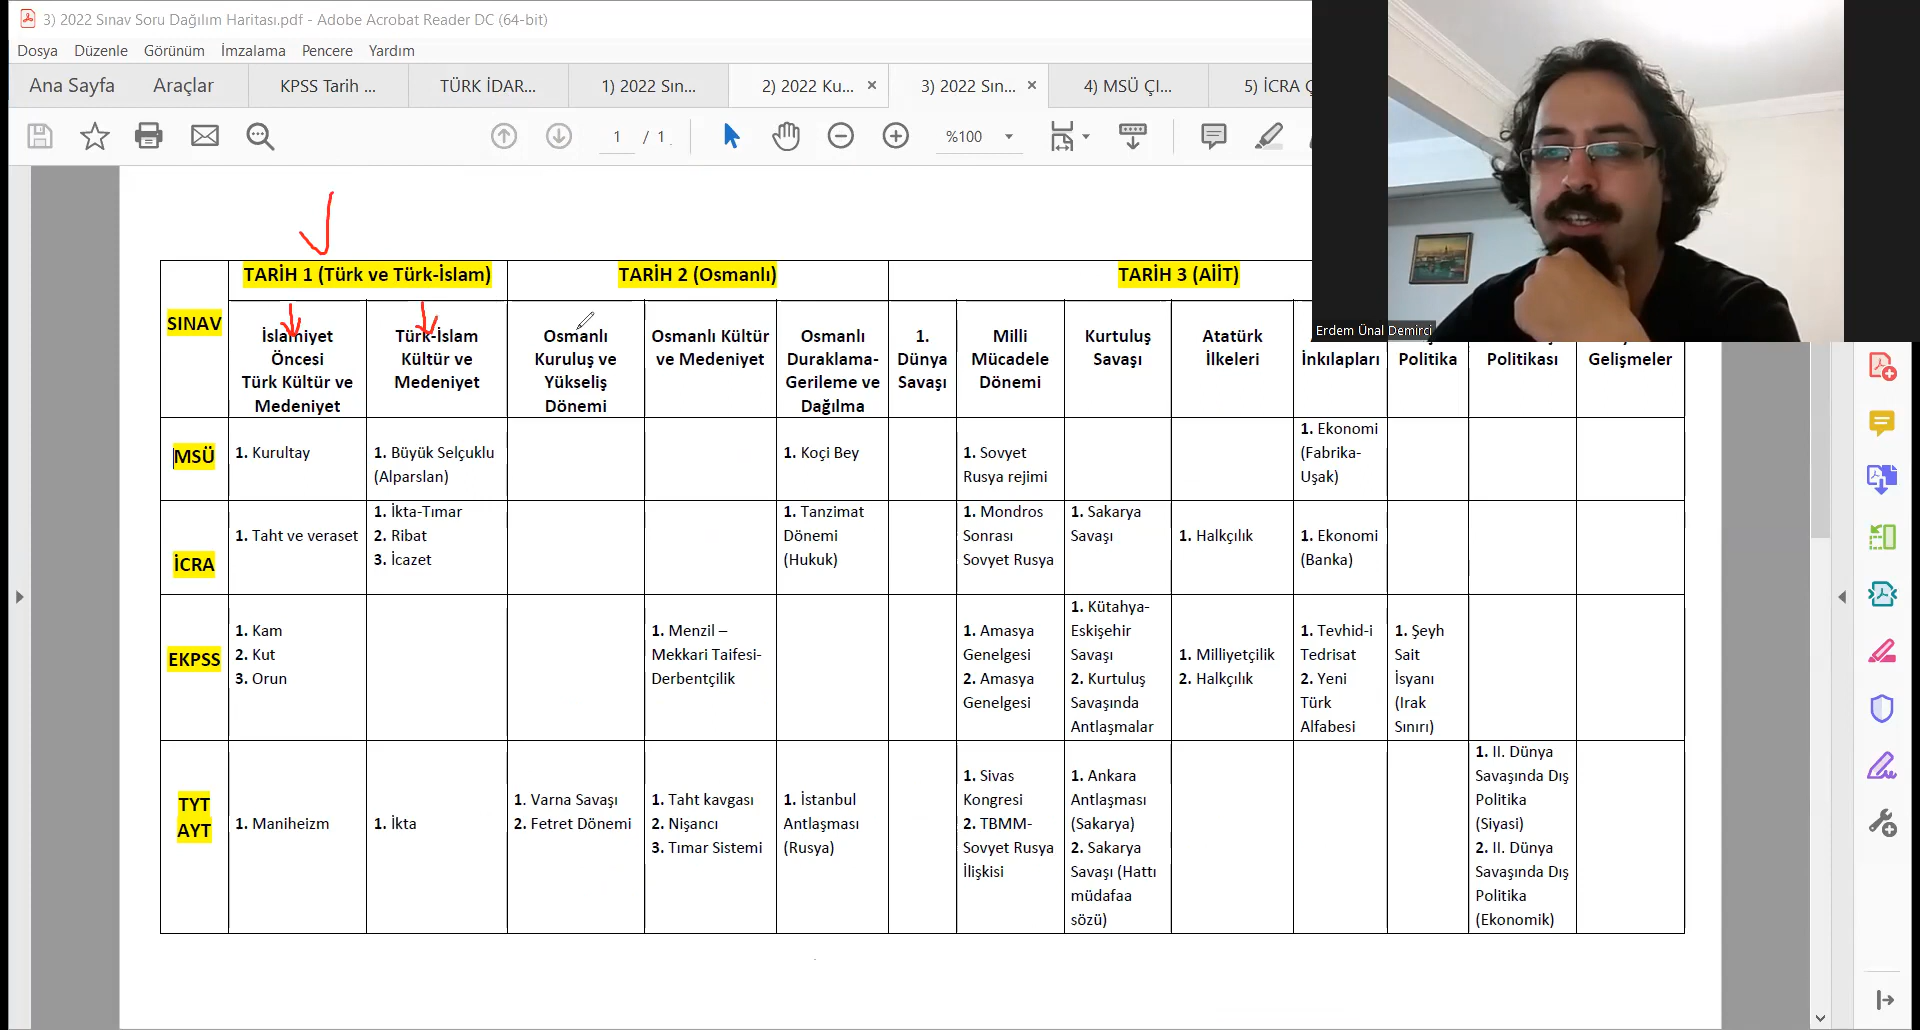 3) 2022 Sınav Soru Dağılım Haritası.pdf - Adobe Acrobat Reader DC (64-bit)
Dosya Düzenle Görünüm İmzalama Pencere Yardım
Ana Sayfa Araçlar KPSS Tarih ... TÜRK İDAR... 1) 2022 Sın... 2) 2022 Ku... × 3) 2022 Sın... × 4) MSÜ ÇI... 5) İCRA Ç
1 / 1 %100
Erdem Ünal Demirci
SINAV
TARİH 1 (Türk ve Türk-İslam)
TARİH 2 (Osmanlı)
TARİH 3 (AİİT)
İslamiyet
Öncesi
Türk Kültür ve
Medeniyet
Türk-İslam
Kültür ve
Medeniyet
Osmanlı
Kuruluş ve
Yükseliş
Dönemi
Osmanlı Kültür
ve Medeniyet
Osmanlı
Duraklama-
Gerileme ve
Dağılma
1.
Dünya
Savaşı
Milli
Mücadele
Dönemi
Kurtuluş
Savaşı
Atatürk
İlkeleri
İnkılapları
Politika
Politikası
Gelişmeler
MSÜ
1. Kurultay
1. Büyük Selçuklu
(Alparslan)
1. Koçi Bey
1. Sovyet
Rusya rejimi
1. Ekonomi
(Fabrika-
Uşak)
İCRA
1. Taht ve veraset
1. İkta-Tımar
2. Ribat
3. İcazet
1. Tanzimat
Dönemi
(Hukuk)
1. Mondros
Sonrası
Sovyet Rusya
1. Sakarya
Savaşı
1. Halkçılık
1. Ekonomi
(Banka)
EKPSS
1. Kam
2. Kut
3. Orun
1. Menzil –
Mekkari Taifesi-
Derbentçilik
1. Amasya
Genelgesi
2. Amasya
Genelgesi
1. Kütahya-
Eskişehir
Savaşı
2. Kurtuluş
Savaşında
Antlaşmalar
1. Milliyetçilik
2. Halkçılık
1. Tevhid-i
Tedrisat
2. Yeni
Türk
Alfabesi
1. Şeyh
Sait
İsyanı
(Irak
Sınırı)
TYT
AYT
1. Maniheizm
1. İkta
1. Varna Savaşı
2. Fetret Dönemi
1. Taht kavgası
2. Nişancı
3. Tımar Sistemi
1. İstanbul
Antlaşması
(Rusya)
1. Sivas
Kongresi
2. TBMM-
Sovyet Rusya
İlişkisi
1. Ankara
Antlaşması
(Sakarya)
2. Sakarya
Savaşı (Hattı
müdafaa
sözü)
1. II. Dünya
Savaşında Dış
Politika
(Siyasi)
2. II. Dünya
Savaşında Dış
Politika
(Ekonomik)